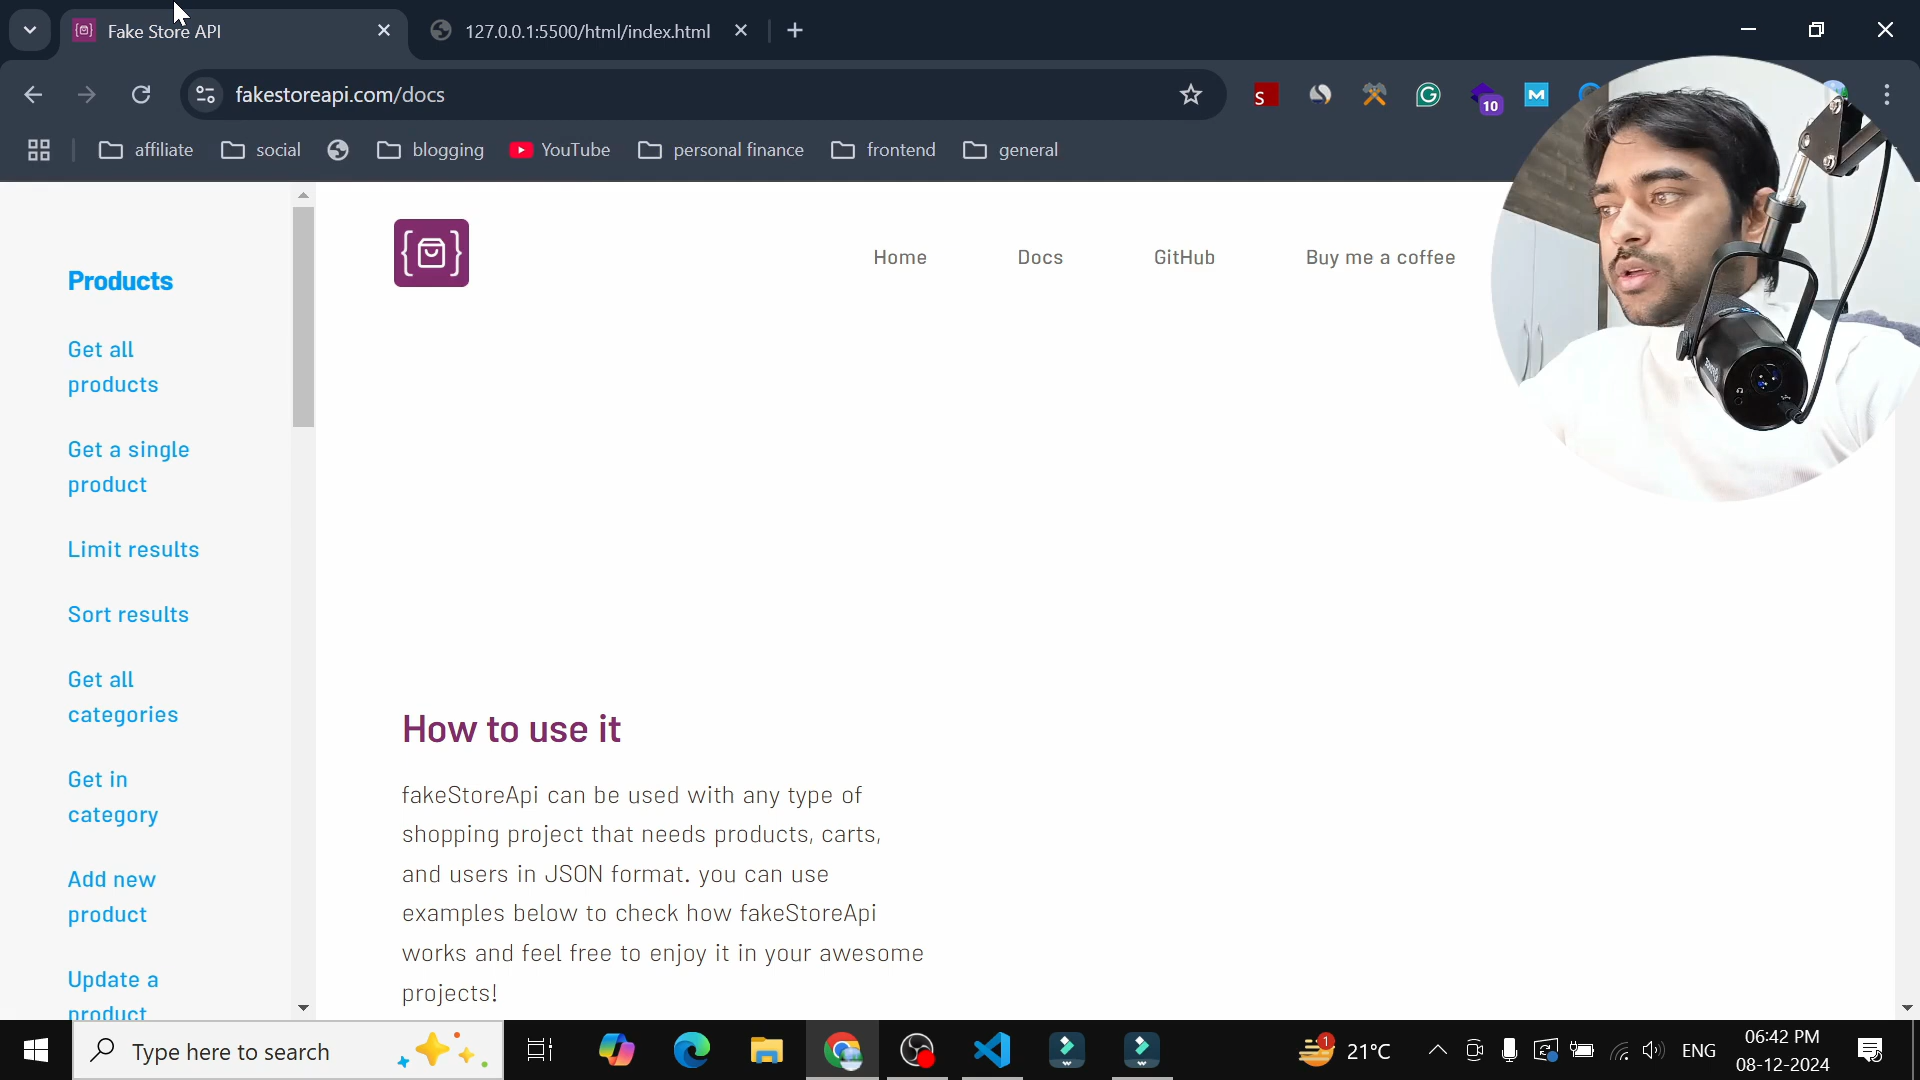 Fake Store API
127.0.0.1:5500/html/index.html
fakestoreapi.com/docs
S
10
M
affiliate
social
blogging
YouTube
personal finance
frontend
general
Products
Get all
products
Get a single
product
Limit results
Sort results
Get all
categories
Get in
category
Add new
product
Update a
product
Home
Docs
GitHub
Buy me a coffee
How to use it
fakeStoreApi can be used with any type of
shopping project that needs products, carts,
and users in JSON format. you can use
examples below to check how fakeStoreApi
works and feel free to enjoy it in your awesome
projects!
Type here to search
1
21°C
ENG
06:42 PM
08-12-2024